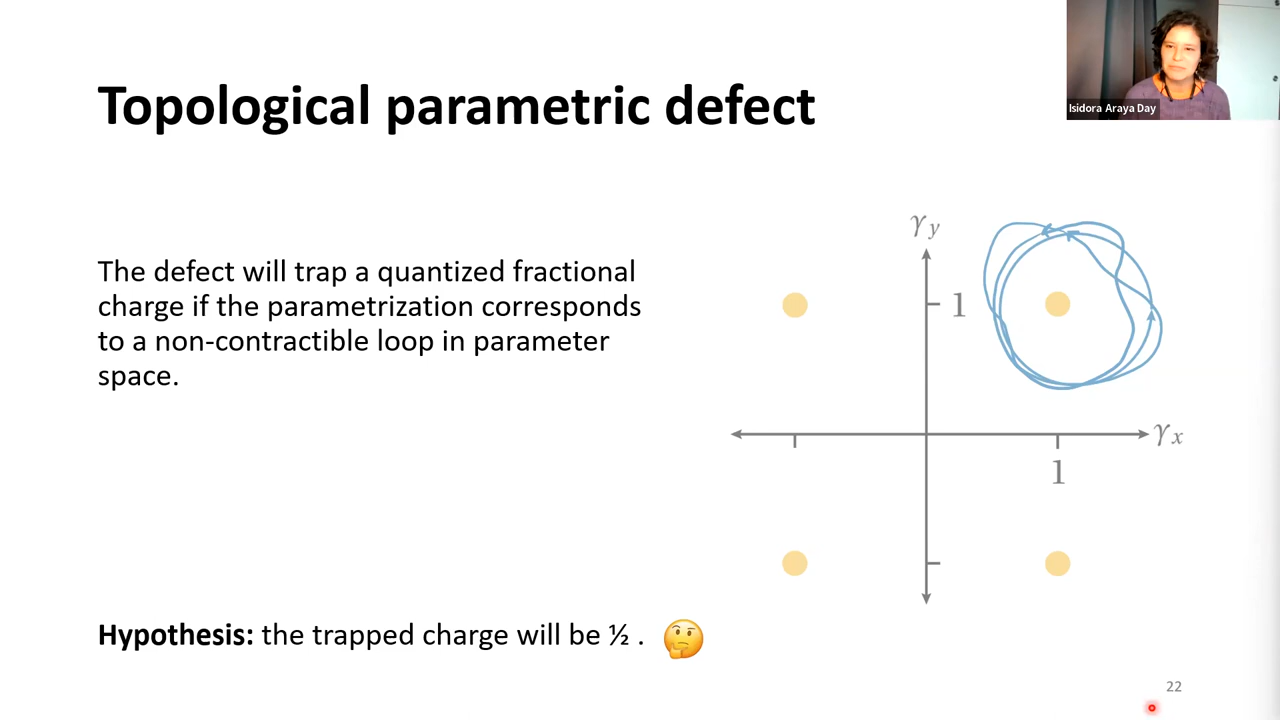 Topological parametric defect
Isidora Araya Day
The defect will trap a quantized fractional
charge if the parametrization corresponds
to a non-contractible loop in parameter
space.
γy
1
γx
1
Hypothesis: the trapped charge will be ½ . 🤔
22